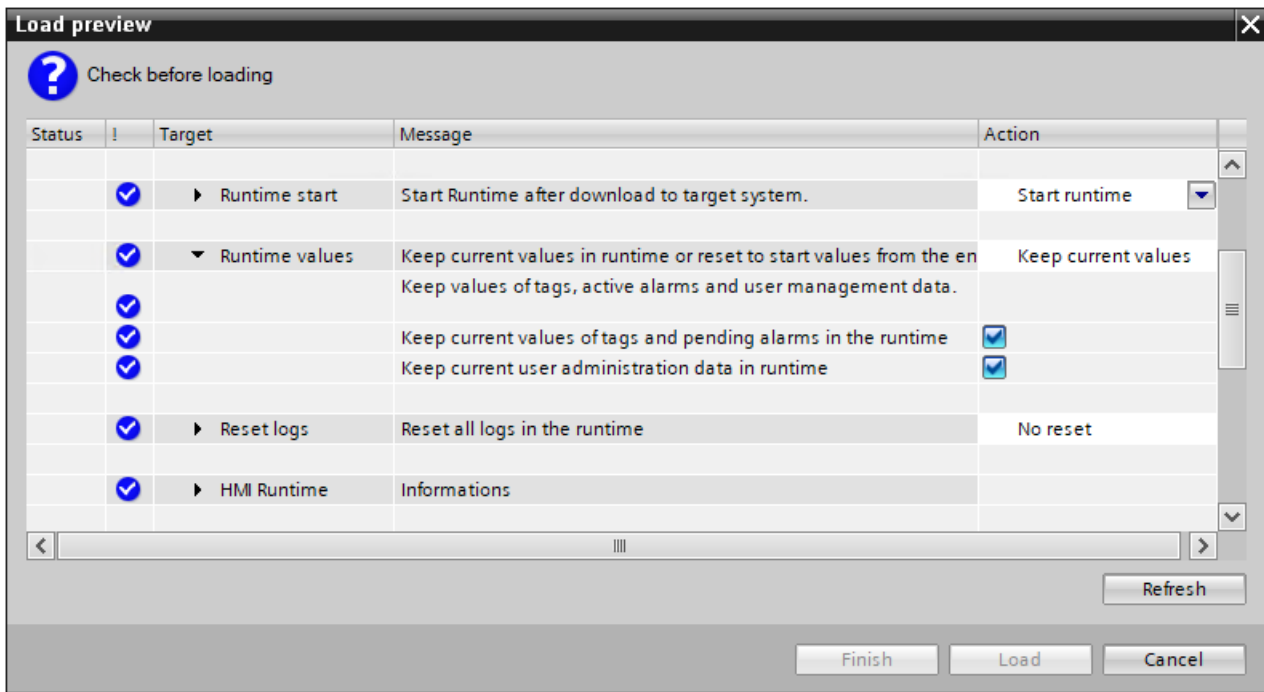 Load preview
Check before loading
Status ! Target Message Action
Runtime start Start Runtime after download to target system. Start runtime
Runtime values Keep current values in runtime or reset to start values from the en Keep current values
Keep values of tags, active alarms and user management data.
Keep current values of tags and pending alarms in the runtime
Keep current user administration data in runtime
Reset logs Reset all logs in the runtime No reset
HMI Runtime Informations
Refresh
Finish Load Cancel